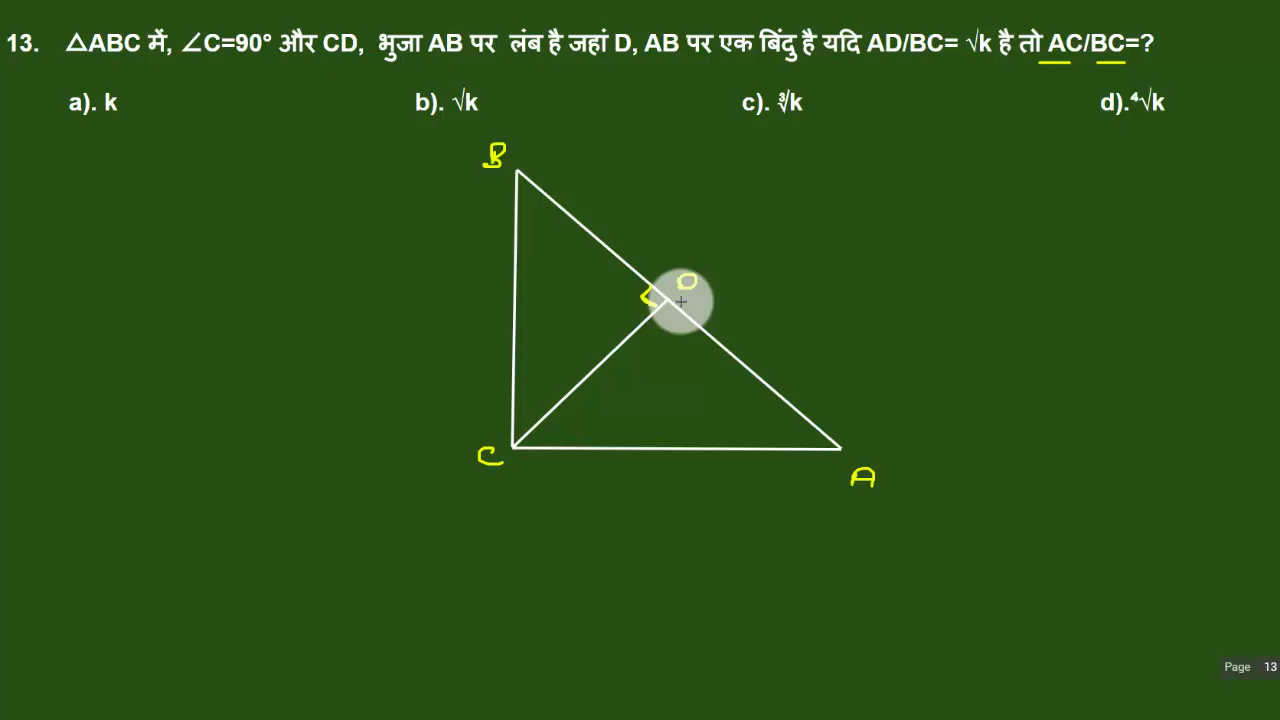 13. △ABC में, ∠C=90° और CD, भुजा AB पर लंब है जहां D, AB पर एक बिंदु है यदि AD/BC= √k है तो AC/BC=?
a). k b). √k c). ∛k d).⁴√k
B
D
C
A
Page 13